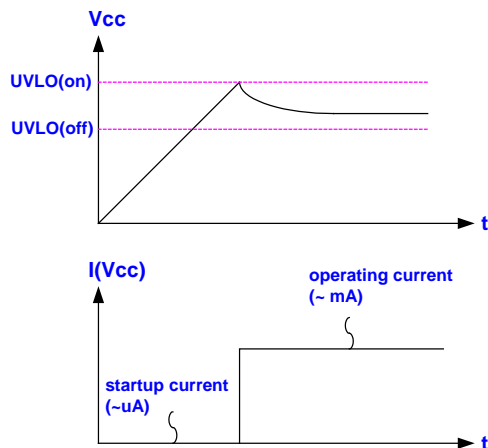 Vcc
UVLO(on)
UVLO(off)
t
I(Vcc)
operating current
(~ mA)
startup current
(~uA)
t